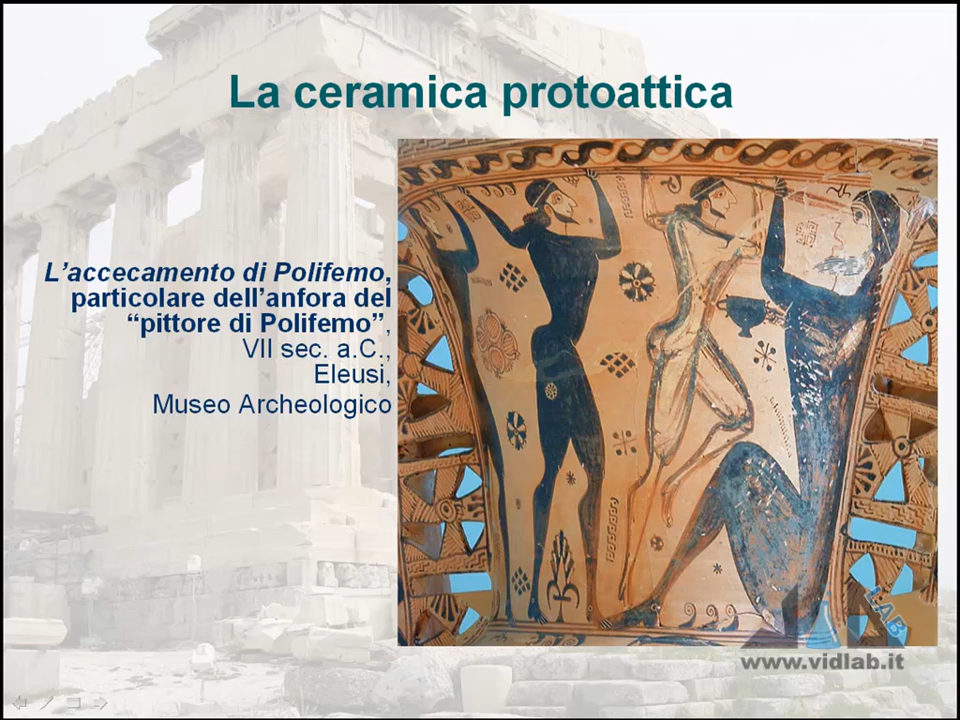 La ceramica protoattica
L’accecamento di Polifemo,
particolare dell’anfora del
“pittore di Polifemo”,
VII sec. a.C.,
Eleusi,
Museo Archeologico
LAB
www.vidlab.it